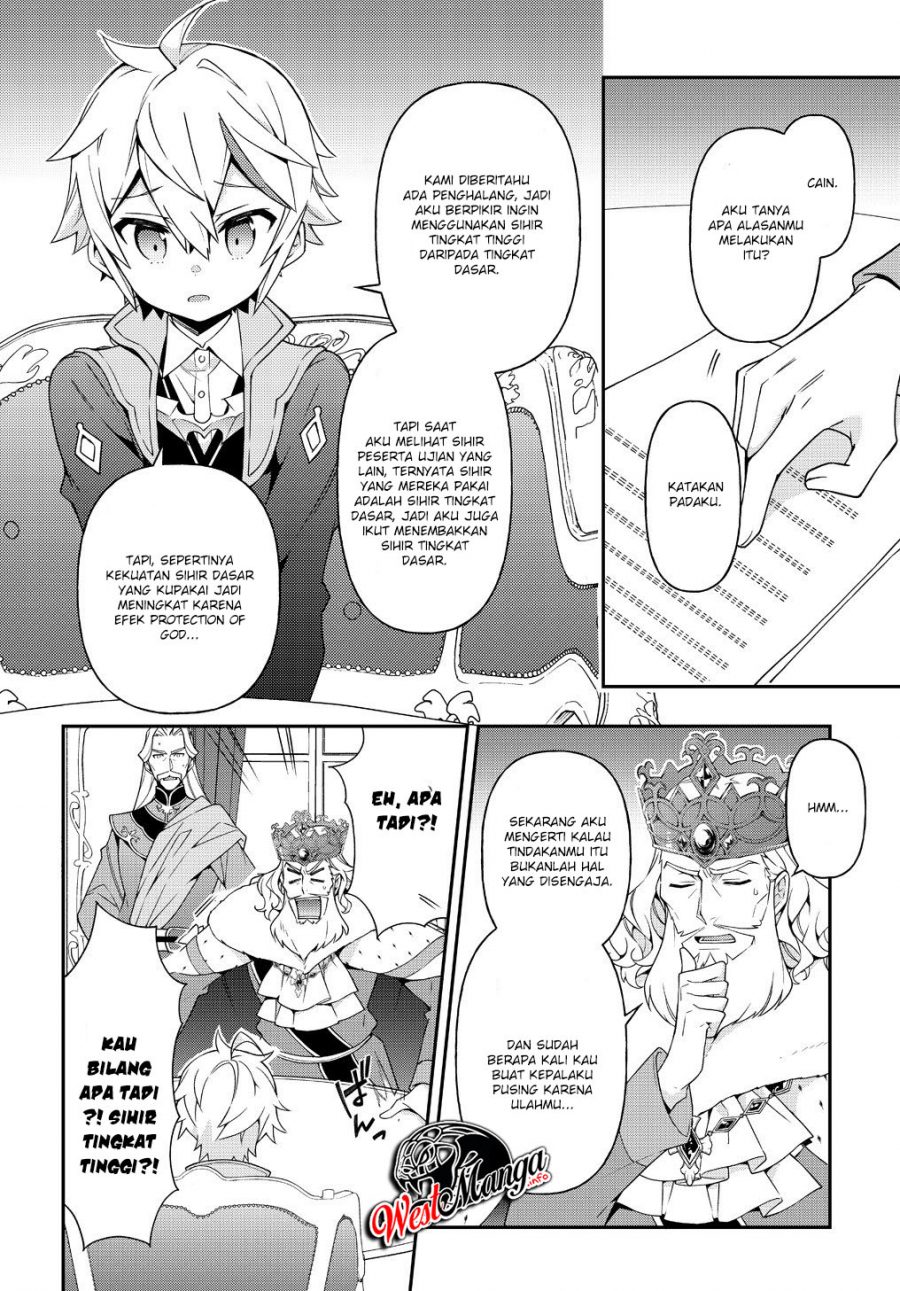 CAIN.
AKU TANYA
APA ALASANMU
MELAKUKAN
ITU?
KATAKAN
PADAKU.
KAMI DIBERITAHU
ADA PENGHALANG, JADI
AKU BERPIKIR INGIN
MENGGUNAKAN SIHIR
TINGKAT TINGGI
DARIPADA TINGKAT
DASAR.
TAPI SAAT
AKU MELIHAT SIHIR
PESERTA UJIAN YANG
LAIN, TERNYATA SIHIR
YANG MEREKA PAKAI
ADALAH SIHIR TINGKAT
DASAR, JADI AKU JUGA
IKUT MENEMBAKKAN
SIHIR TINGKAT
DASAR.
TAPI, SEPERTINYA
KEKUATAN SIHIR DASAR
YANG KUPAKAI JADI
MENINGKAT KARENA
EFEK PROTECTION OF
GOD...
HMM...
SEKARANG AKU
MENGERTI KALAU
TINDAKANMU ITU
BUKANLAH HAL
YANG DISENGAJA.
DAN SUDAH
BERAPA KALI KAU
BUAT KEPALAKU
PUSING KARENA
ULAHMU...
EH, APA
TADI?!
KAU
BILANG
APA TADI
?! SIHIR
TINGKAT
TINGGI?!
WestManga
.info